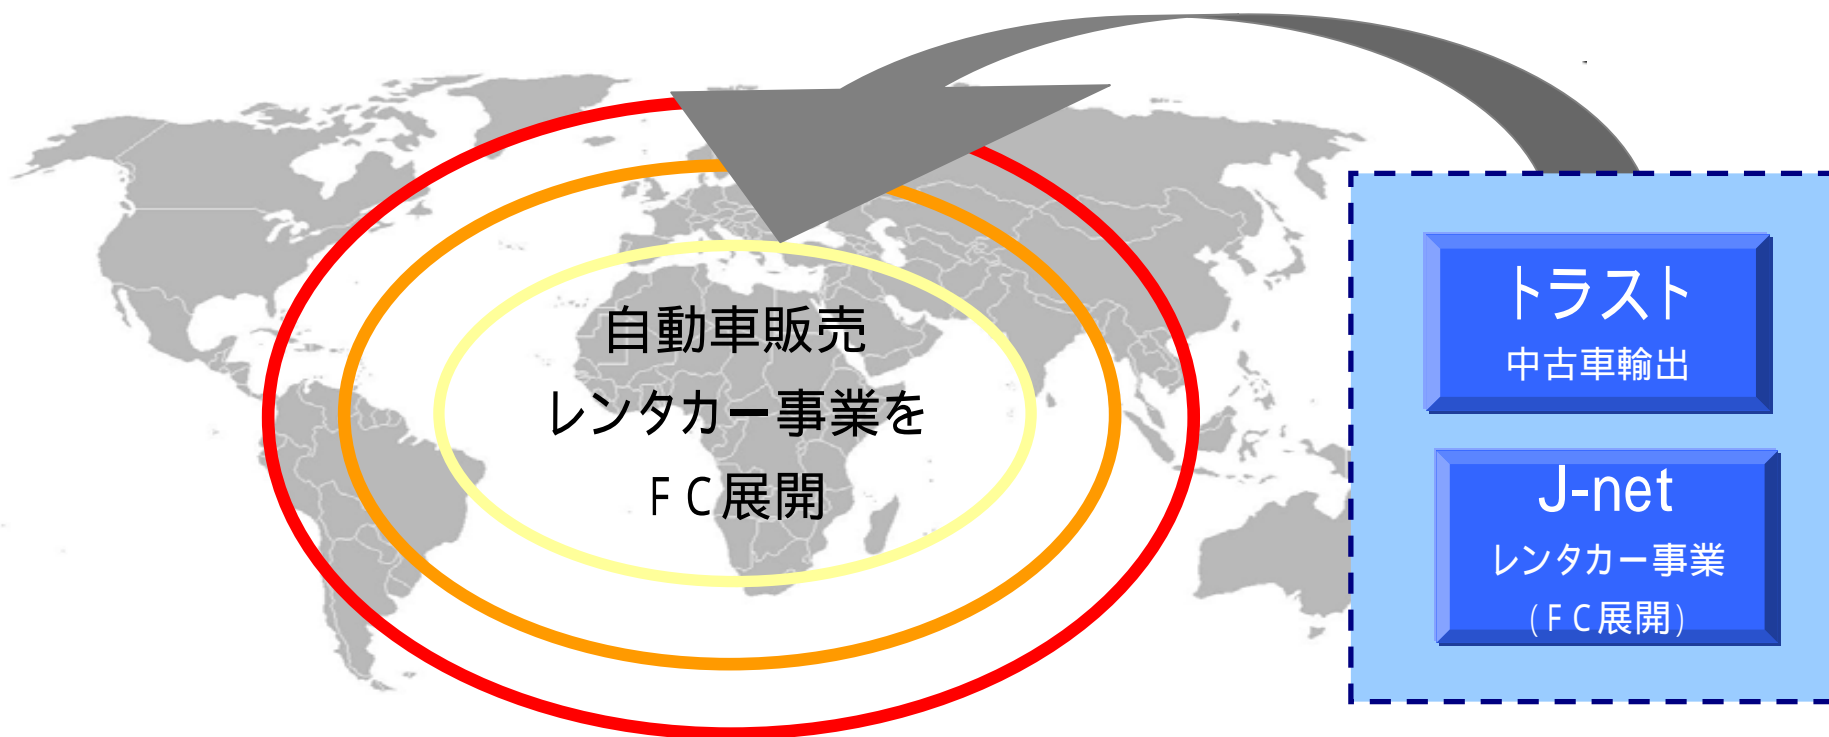 自動車販売
レンタカー事業を
ＦＣ展開
トラスト
中古車輸出
J-net
レンタカー事業
（ＦＣ展開）